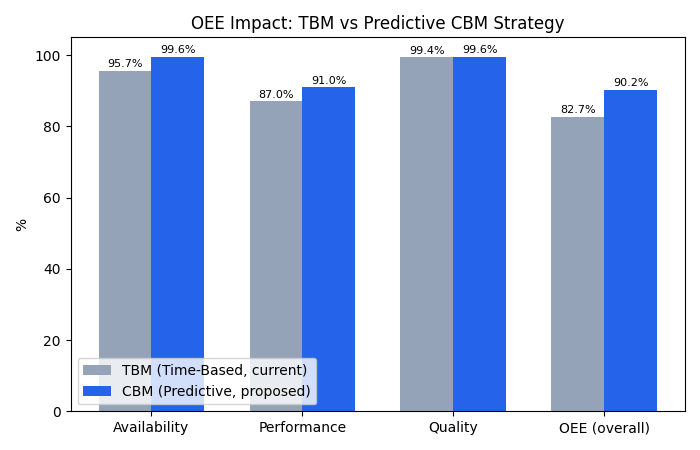 OEE Impact: TBM vs Predictive CBM Strategy
%
100
80
60
40
20
0
95.7%
99.6%
87.0%
91.0%
99.4%
99.6%
82.7%
90.2%
TBM (Time-Based, current)
CBM (Predictive, proposed)
Availability
Performance
Quality
OEE (overall)